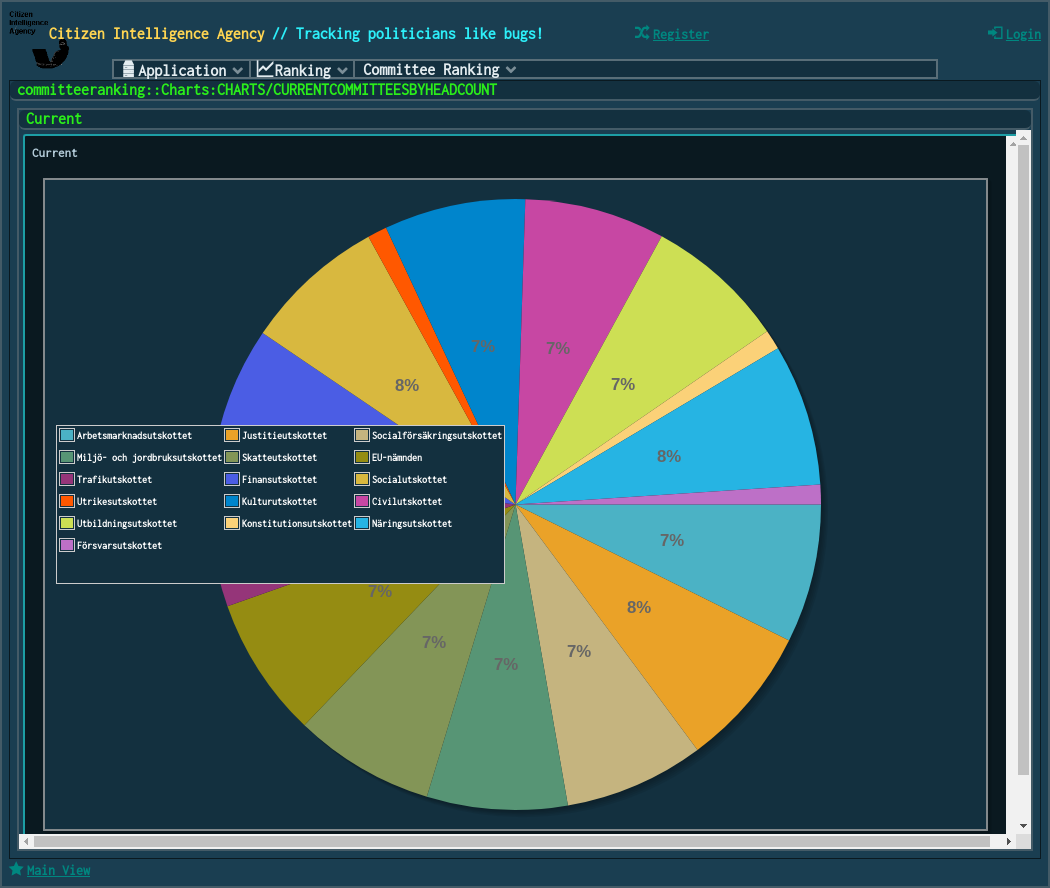 Citizen
Intelligence
Agency
Citizen Intelligence Agency // Tracking politicians like bugs!
Register
Login
Application
Ranking
Committee Ranking
committeeranking::Charts:CHARTS/CURRENTCOMMITTEESBYHEADCOUNT
Current
Current
7%
7%
7%
8%
8%
Arbetsmarknadsutskottet
Justitieutskottet
Socialförsäkringsutskottet
Miljö- och jordbruksutskottet
Skatteutskottet
EU-nämnden
Trafikutskottet
Finansutskottet
Socialutskottet
Utrikesutskottet
Kulturutskottet
Civilutskottet
Utbildningsutskottet
Konstitutionsutskottet
Näringsutskottet
Försvarsutskottet
7%
7%
8%
7%
7%
7%
Main View